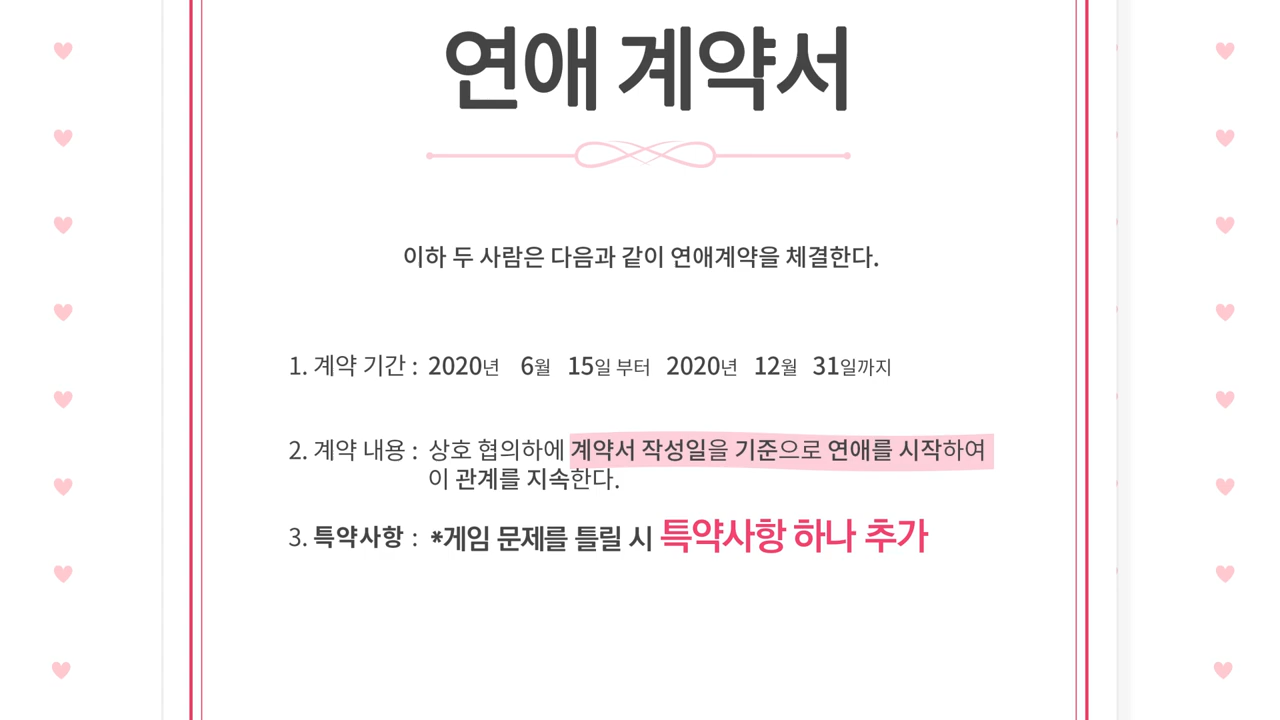 연애 계약서
이하 두 사람은 다음과 같이 연애계약을 체결한다.
1. 계약 기간 : 2020년 6월 15일 부터 2020년 12월 31일까지
2. 계약 내용 : 상호 협의하에 계약서 작성일을 기준으로 연애를 시작하여
이 관계를 지속한다.
3. 특약사항 : *게임 문제를 틀릴 시 특약사항 하나 추가